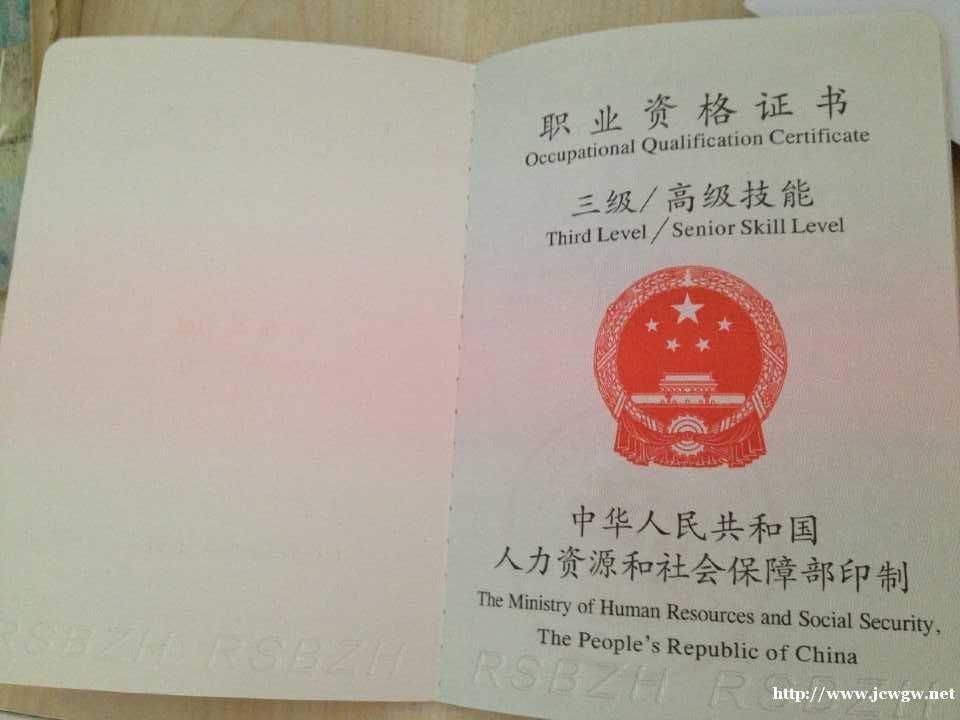 职业资格证书
Occupational Qualification Certificate
三级/高级技能
Third Level/Senior Skill Level
中华人民共和国
人力资源和社会保障部印制
The Ministry of Human Resources and Social Security,
The People's Republic of China
RSBZH RSBZH
RSBZH RSBZH
http://www.jcwgw.net